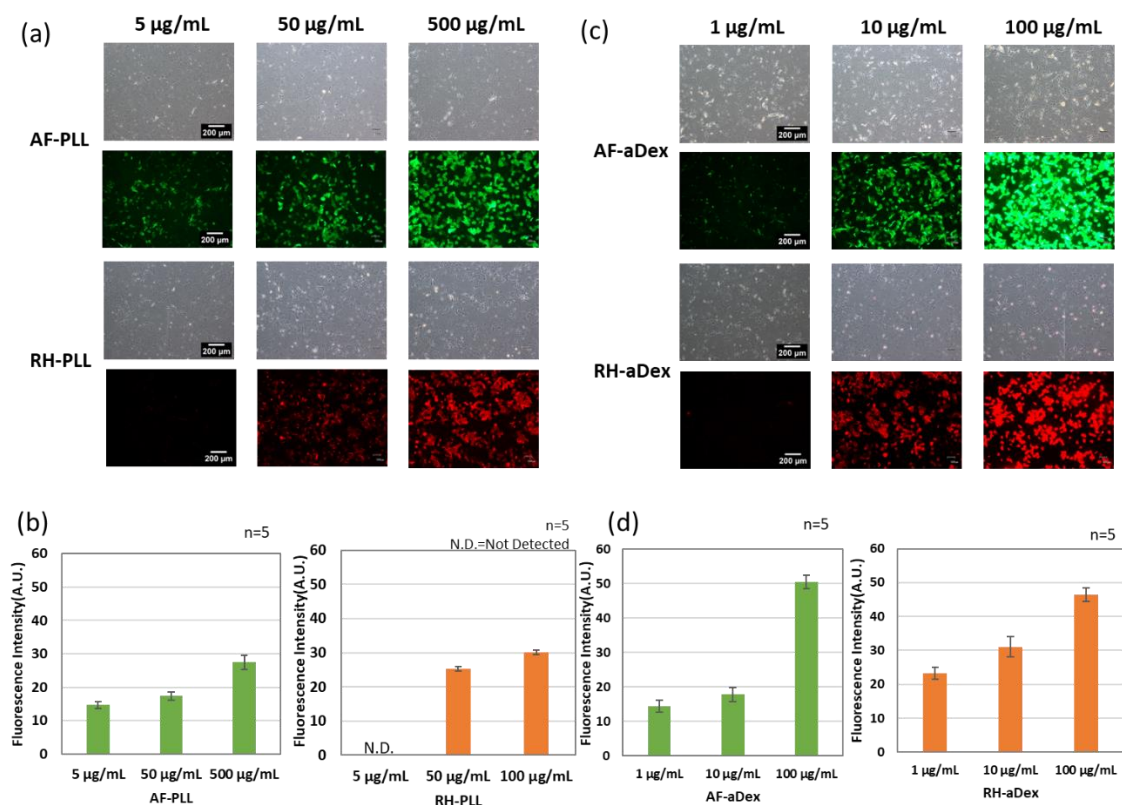 (a)
5 μg/mL
50 μg/mL
500 μg/mL
AF-PLL
200 μm
200 μm
RH-PLL
200 μm
200 μm
(c)
1 μg/mL
10 μg/mL
100 μg/mL
AF-aDex
200 μm
200 μm
RH-aDex
200 μm
200 μm
(b)
n=5
Fluorescence Intensity(A.U.)
60
50
40
30
20
10
0
5 μg/mL 50 μg/mL 500 μg/mL
AF-PLL
n=5
N.D.=Not Detected
Fluorescence Intensity(A.U.)
60
50
40
30
20
10
0
N.D.
5 μg/mL 50 μg/mL 100 μg/mL
RH-PLL
(d)
n=5
Fluorescence Intensity(A.U.)
60
50
40
30
20
10
0
1 μg/mL 10 μg/mL 100 μg/mL
AF-aDex
n=5
Fluorescence Intensity(A.U.)
60
50
40
30
20
10
0
1 μg/mL 10 μg/mL 100 μg/mL
RH-aDex